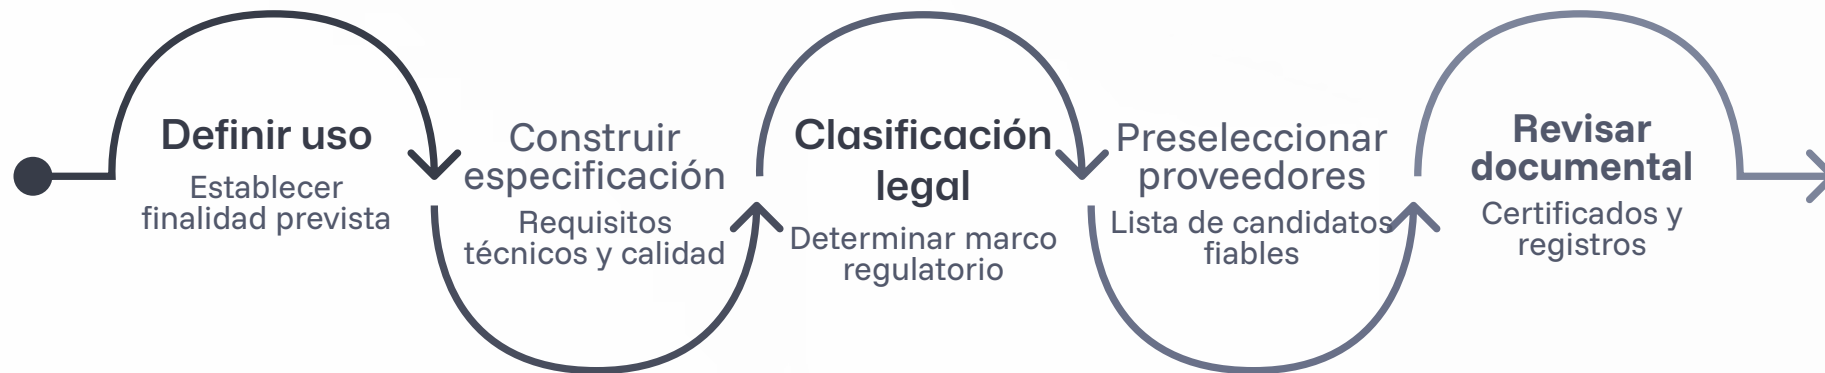 Definir uso
Establecer
finalidad prevista
Construir
especificación
Requisitos
técnicos y calidad
Clasificación
legal
Determinar marco
regulatorio
Preseleccionar
proveedores
Lista de candidatos
fiables
Revisar
documental
Certificados y
registros